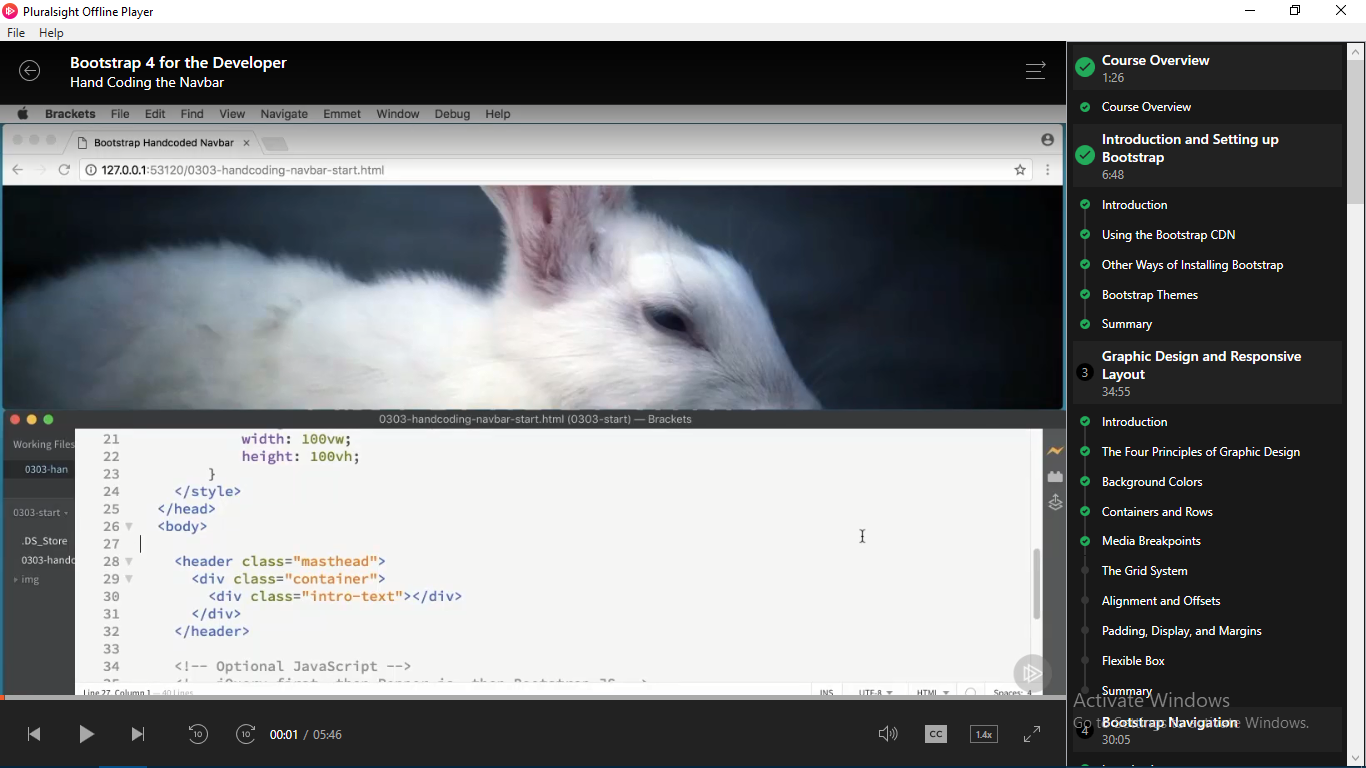 Pluralsight Offline Player
File Help
Bootstrap 4 for the Developer
Hand Coding the Navbar
Brackets File Edit Find View Navigate Emmet Window Debug Help
Bootstrap Handcoded Navbar
127.0.0.1:53120/0303-handcoding-navbar-start.html
0303-handcoding-navbar-start.html (0303-start) — Brackets
Working Files
0303-han
0303-start
.DS_Store
0303-handc
img
21 width: 100vw;
22 height: 100vh;
23 }
24 </style>
25 </head>
26 <body>
27
28 <header class="masthead">
29 <div class="container">
30 <div class="intro-text"></div>
31 </div>
32 </header>
33
34 <!-- Optional JavaScript -->
Line 27, Column 1 — 40 Lines
INS UTF-8 HTML Spaces: 4
10 10 00:01 / 05:46
CC 1.4x
Course Overview
1:26
Course Overview
Introduction and Setting up
Bootstrap
6:48
Introduction
Using the Bootstrap CDN
Other Ways of Installing Bootstrap
Bootstrap Themes
Summary
3 Graphic Design and Responsive
Layout
34:55
Introduction
The Four Principles of Graphic Design
Background Colors
Containers and Rows
Media Breakpoints
The Grid System
Alignment and Offsets
Padding, Display, and Margins
Flexible Box
Summary
Activate Windows
4 Bootstrap Navigation
30:05